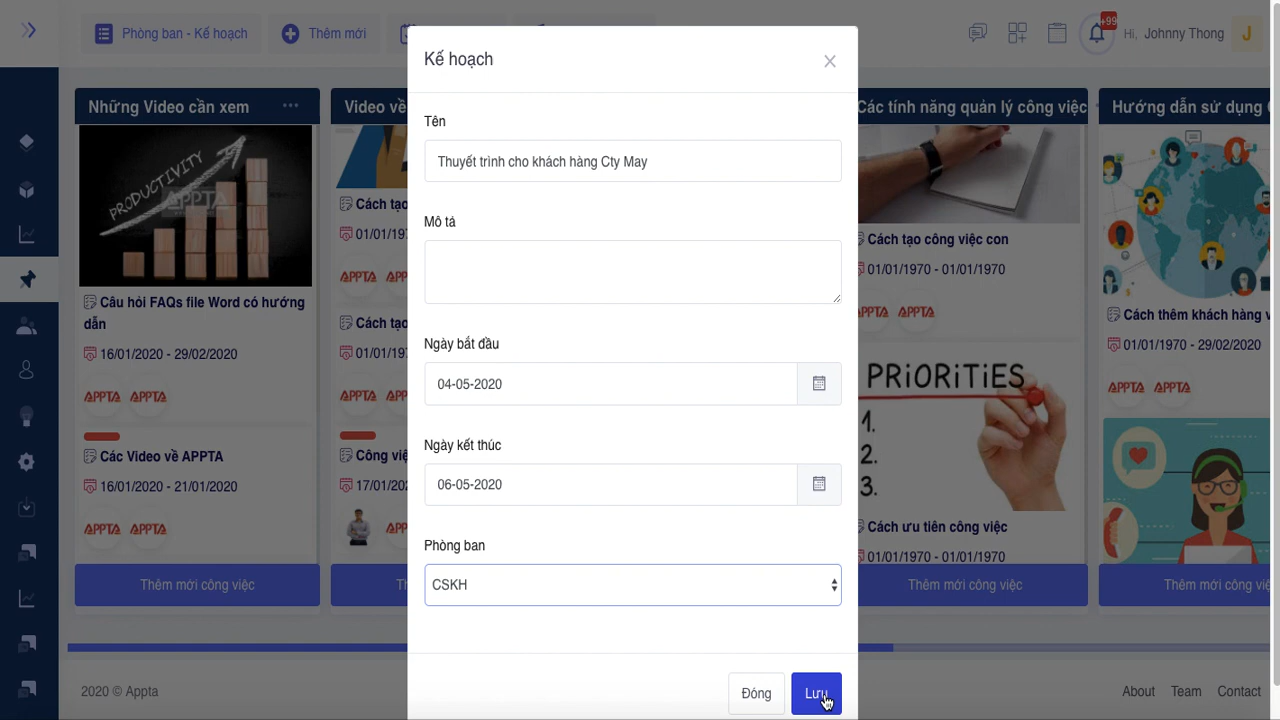 Phòng ban - Kế hoạch
Thêm mới
+99
Hi, Johnny Thong
J
Kế hoạch
Tên
Thuyết trình cho khách hàng Cty May
Mô tả
Ngày bắt đầu
04-05-2020
Ngày kết thúc
06-05-2020
Phòng ban
CSKH
Đóng
Lưu
Những Video cần xem
PRODUCTIVITY
APPTA
Câu hỏi FAQs file Word có hướng
dẫn
16/01/2020 - 29/02/2020
APPTA APPTA
Các Video về APPTA
16/01/2020 - 21/01/2020
APPTA APPTA
Thêm mới công việc
Video về
Cách tạo
01/01/197
APPTA
Cách tạo
01/01/197
APPTA
Công việ
17/01/20
Các tính năng quản lý công việc
Cách tạo công việc con
01/01/1970 - 01/01/1970
APPTA APPTA
PRiORiTiES
1.
2.
3.
Cách ưu tiên công việc
01/01/1970 - 01/01/1970
Thêm mới công việc
Hướng dẫn sử dụng
Cách thêm khách hàng v
01/01/1970 - 29/02/2020
APPTA APPTA
Thêm mới công việ
2020 © Appta
About Team Contact